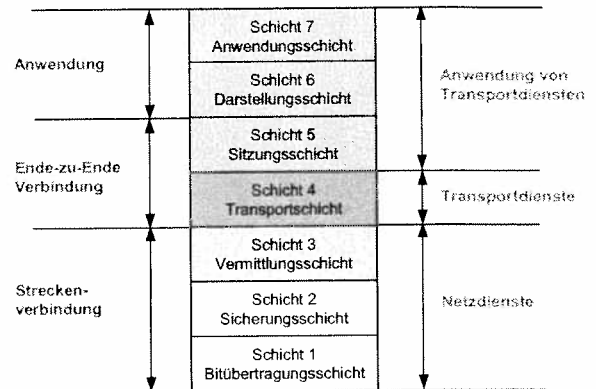 Schicht 7
Anwendungsschicht
Anwendung
Schicht 6
Darstellungsschicht
Anwendung von
Transportdiensten
Schicht 5
Sitzungsschicht
Ende-zu-Ende
Verbindung
Schicht 4
Transportschicht
Transportdienste
Schicht 3
Vermittlungsschicht
Strecken-
verbindung
Schicht 2
Sicherungsschicht
Netzdienste
Schicht 1
Bitübertragungsschicht